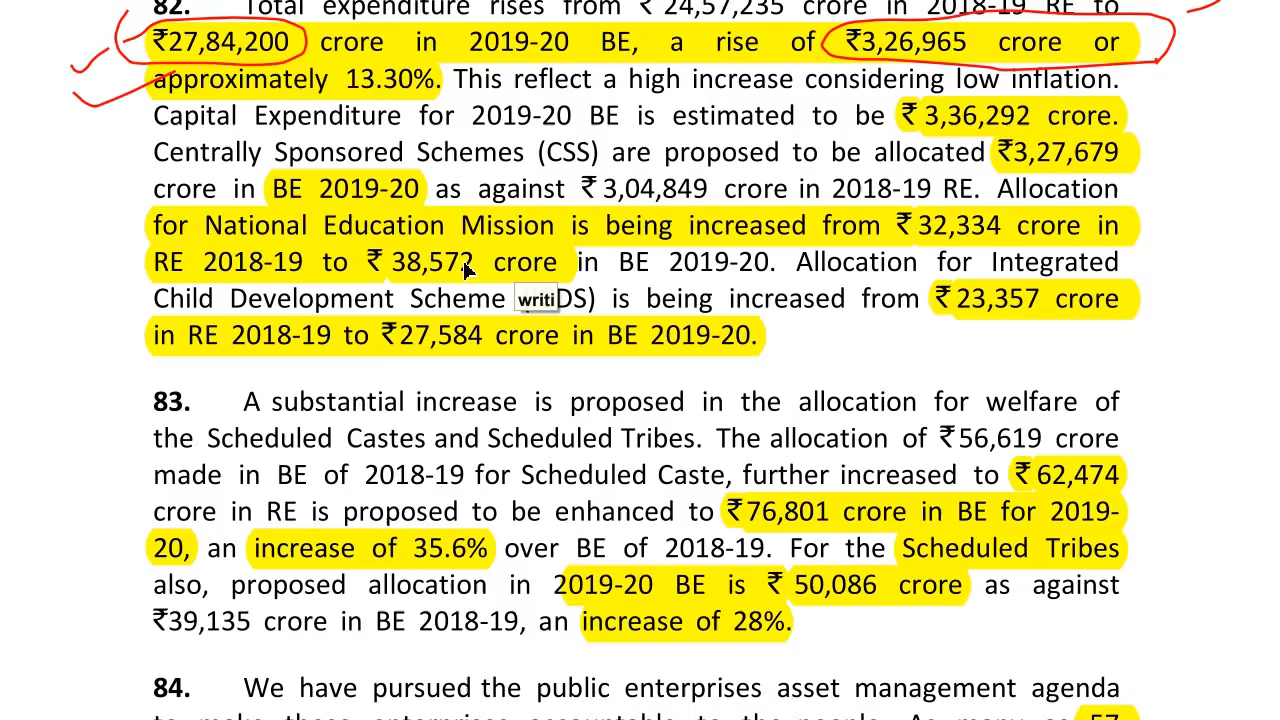 82. Total expenditure rises from ₹ 24,57,235 crore in 2018-19 RE to
₹27,84,200 crore in 2019-20 BE, a rise of ₹3,26,965 crore or
approximately 13.30%. This reflect a high increase considering low inflation.
Capital Expenditure for 2019-20 BE is estimated to be ₹ 3,36,292 crore.
Centrally Sponsored Schemes (CSS) are proposed to be allocated ₹3,27,679
crore in BE 2019-20 as against ₹ 3,04,849 crore in 2018-19 RE. Allocation
for National Education Mission is being increased from ₹ 32,334 crore in
RE 2018-19 to ₹ 38,572 crore in BE 2019-20. Allocation for Integrated
Child Development Scheme writi DS) is being increased from ₹ 23,357 crore
in RE 2018-19 to ₹27,584 crore in BE 2019-20.
83. A substantial increase is proposed in the allocation for welfare of
the Scheduled Castes and Scheduled Tribes. The allocation of ₹56,619 crore
made in BE of 2018-19 for Scheduled Caste, further increased to ₹ 62,474
crore in RE is proposed to be enhanced to ₹76,801 crore in BE for 2019-
20, an increase of 35.6% over BE of 2018-19. For the Scheduled Tribes
also, proposed allocation in 2019-20 BE is ₹ 50,086 crore as against
₹39,135 crore in BE 2018-19, an increase of 28%.
84. We have pursued the public enterprises asset management agenda
to make these enterprises accountable to the people. As many as 57